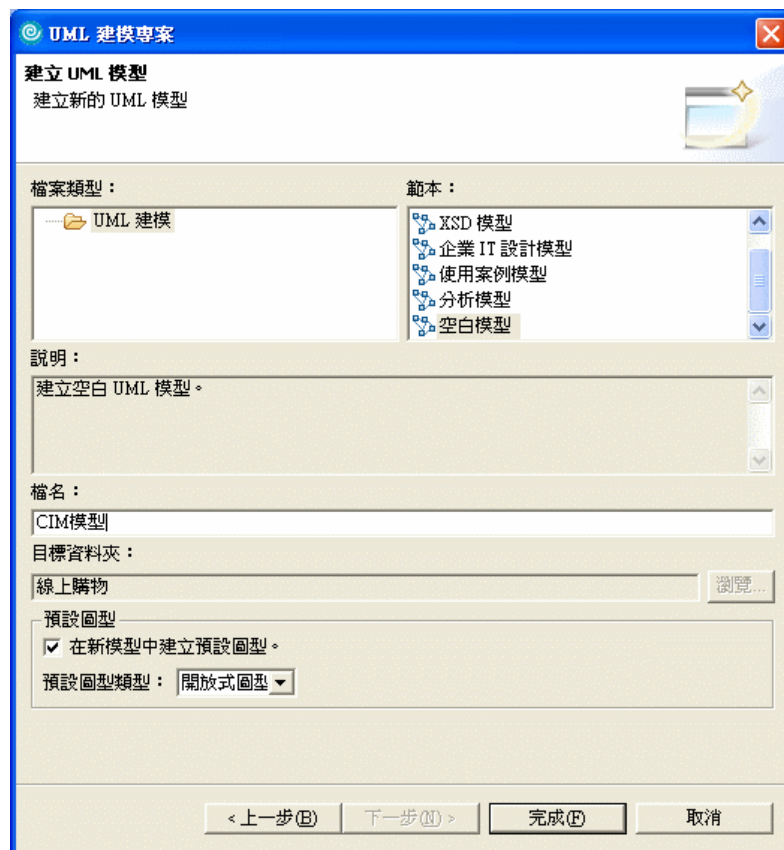 UML 建模專案
建立 UML 模型
建立新的 UML 模型
檔案類型：
範本：
UML 建模
XSD 模型
企業 IT 設計模型
使用案例模型
分析模型
空白模型
說明：
建立空白 UML 模型。
檔名：
CIM模型
目標資料夾：
線上購物
瀏覽...
預設圖型
在新模型中建立預設圖型。
預設圖型類型：
開放式圖型
< 上一步(B)
下一步(N) >
完成(F)
取消